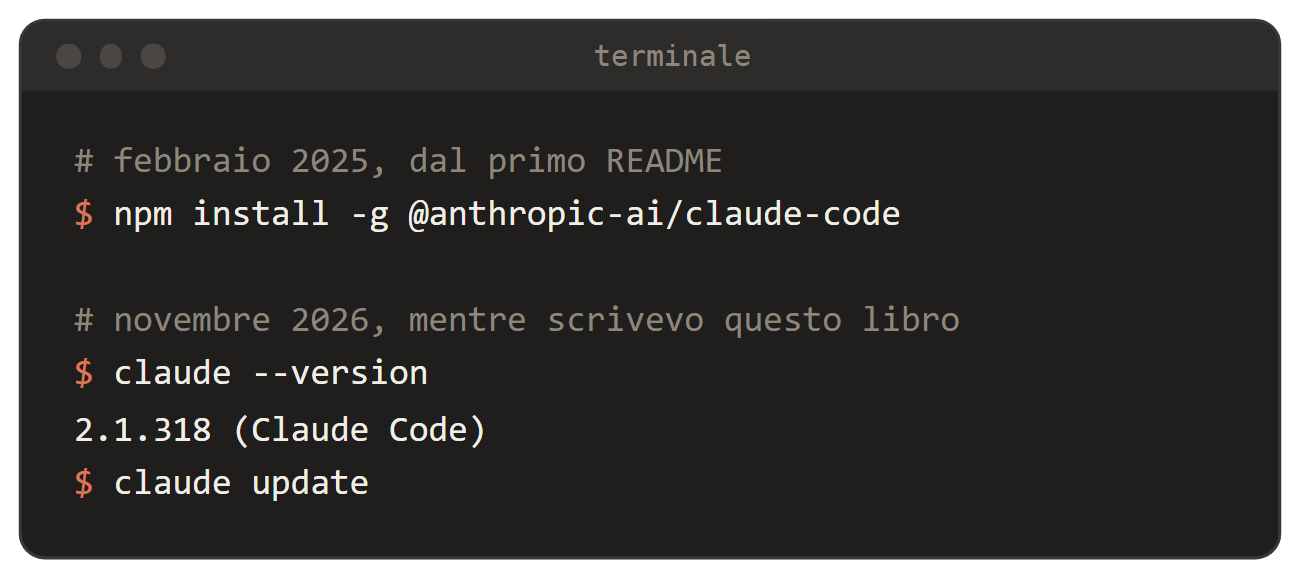 terminale
# febbraio 2025, dal primo README
$ npm install -g @anthropic-ai/claude-code
# novembre 2026, mentre scrivevo questo libro
$ claude --version
2.1.318 (Claude Code)
$ claude update